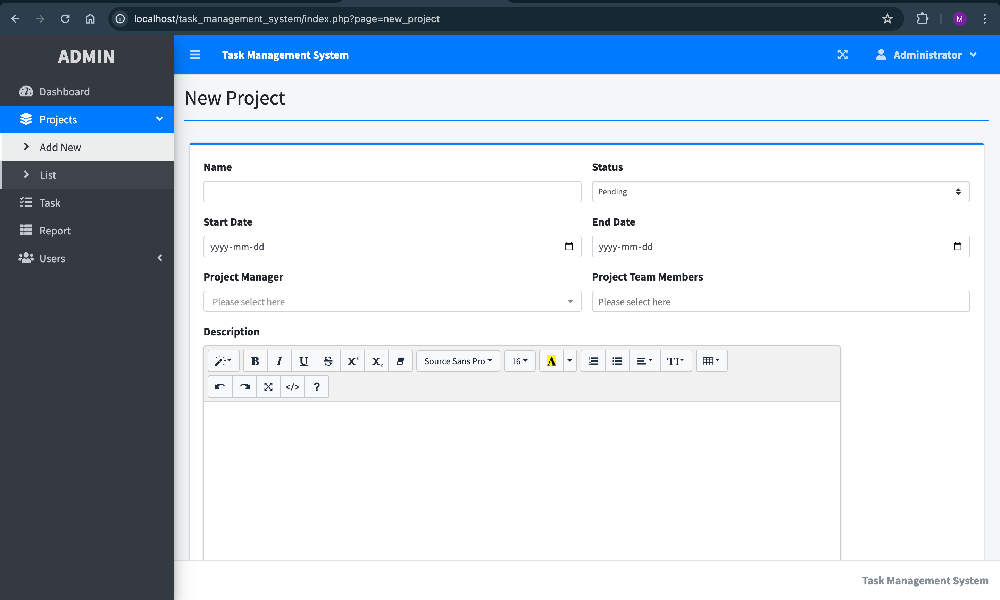 localhost/task_management_system/index.php?page=new_project
M
ADMIN
Task Management System
Administrator
Dashboard
Projects
Add New
List
Task
Report
Users
New Project
Name
Status
Pending
Start Date
End Date
yyyy-mm-dd
yyyy-mm-dd
Project Manager
Project Team Members
Please select here
Please select here
Description
B I U S X² X₂ Source Sans Pro 16 A T
</> ?
Task Management System